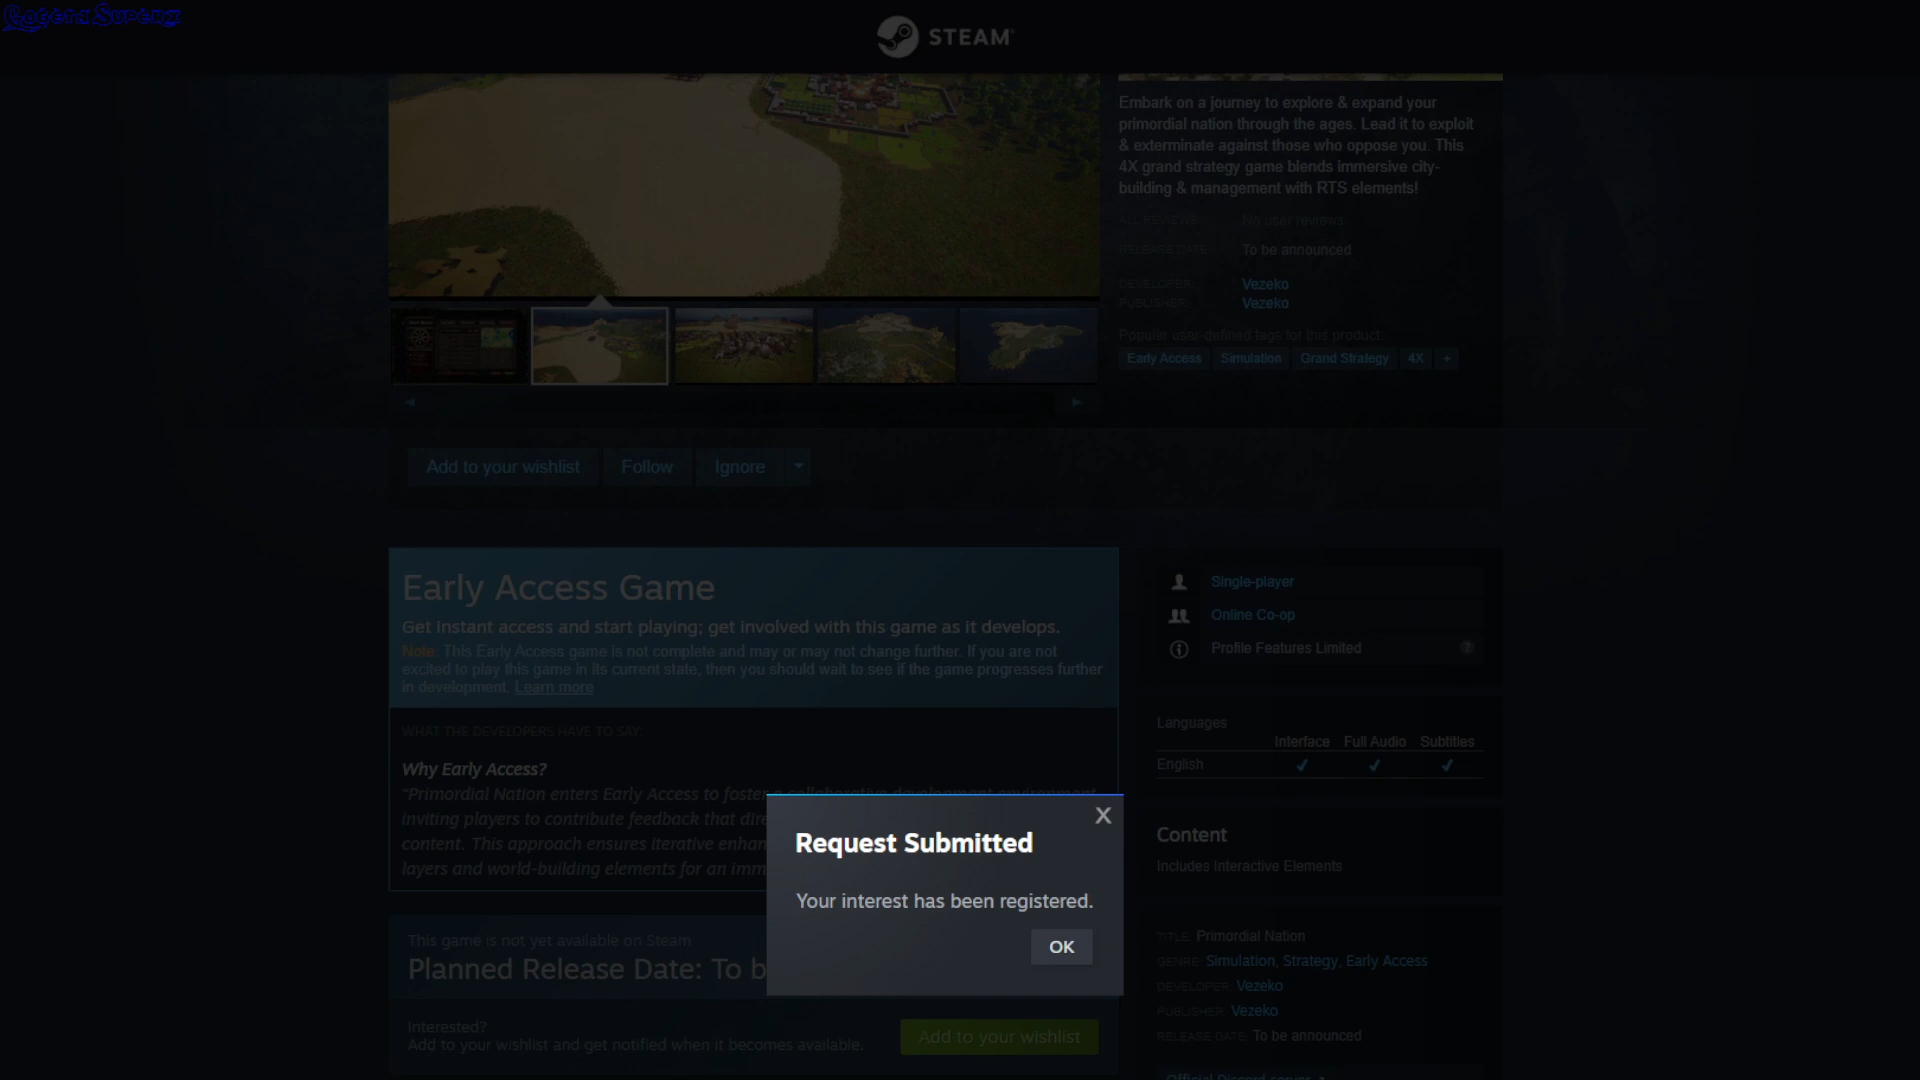 STEAM
Embark on a journey to explore & expand your
primordial nation through the ages. Lead it to exploit
& exterminate against those who oppose you. This
4X grand strategy game blends immersive city-
building & management with RTS elements!
ALL REVIEWS: No user reviews
RELEASE DATE: To be announced
DEVELOPER: Vezeko
PUBLISHER: Vezeko
Popular user-defined tags for this product:
Early Access Simulation Grand Strategy 4X +
Add to your wishlist Follow Ignore
Early Access Game
Get instant access and start playing; get involved with this game as it develops.
Note: This Early Access game is not complete and may or may not change further. If you are not
excited to play this game in its current state, then you should wait to see if the game progresses further
in development. Learn more
WHAT THE DEVELOPERS HAVE TO SAY:
Why Early Access?
“Primordial Nation enters Early Access to foster a collaborative development environment,
inviting players to contribute feedback that dire
content. This approach ensures iterative enhan
layers and world-building elements for an imm
This game is not yet available on Steam
Planned Release Date: To b
Interested?
Add to your wishlist and get notified when it becomes available.
Add to your wishlist
Request Submitted
X
Your interest has been registered.
OK
Single-player
Online Co-op
Profile Features Limited ?
Languages
Interface Full Audio Subtitles
English ✔ ✔ ✔
Content
Includes Interactive Elements
TITLE: Primordial Nation
GENRE: Simulation, Strategy, Early Access
DEVELOPER: Vezeko
PUBLISHER: Vezeko
RELEASE DATE: To be announced
Official Discord server